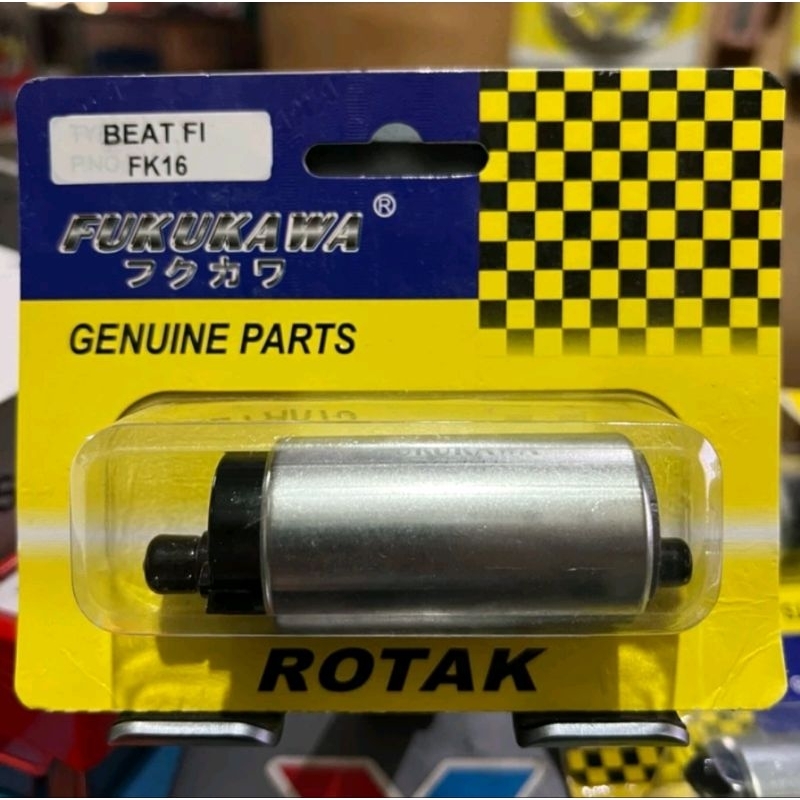 BEAT FI
FK16
FUKUKAWA®
フクカワ
GENUINE PARTS
ROTAK